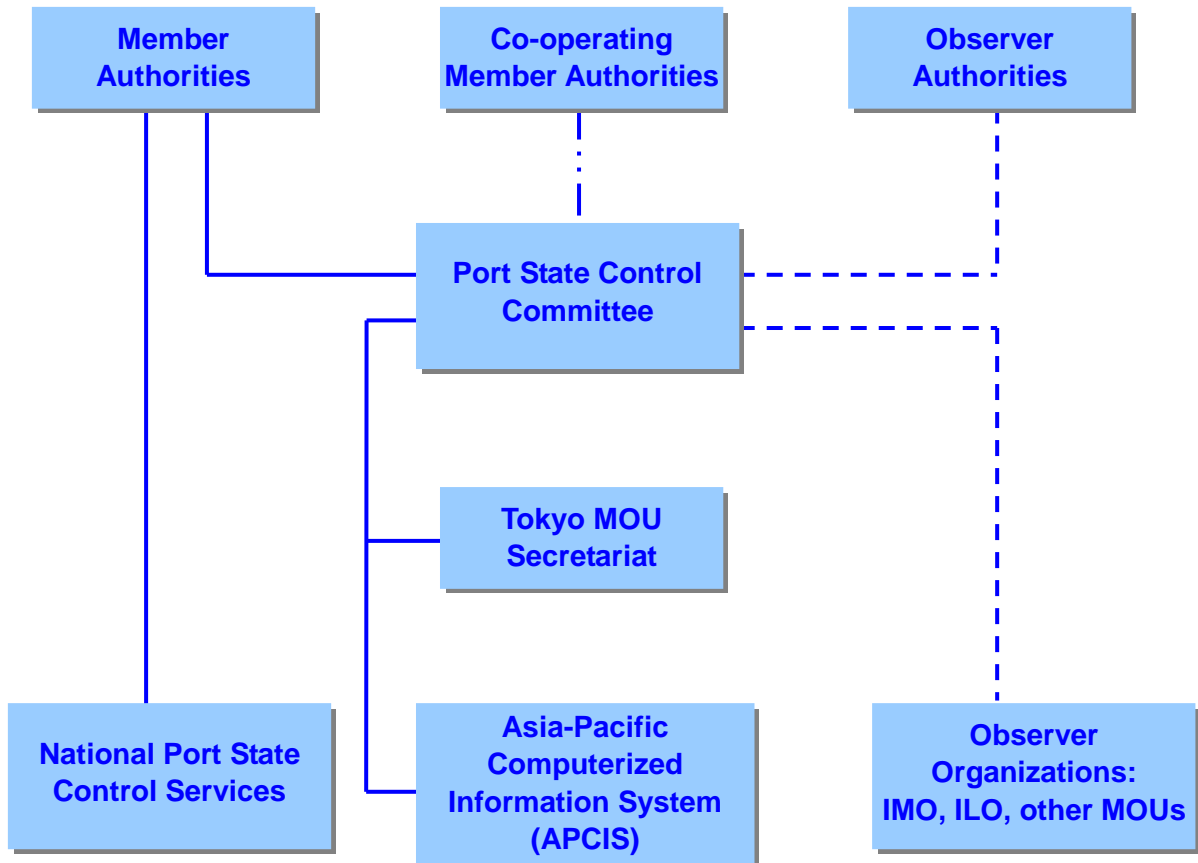 Member
Authorities
Co-operating
Member Authorities
Observer
Authorities
Port State Control
Committee
Tokyo MOU
Secretariat
National Port State
Control Services
Asia-Pacific
Computerized
Information System
(APCIS)
Observer
Organizations:
IMO, ILO, other MOUs